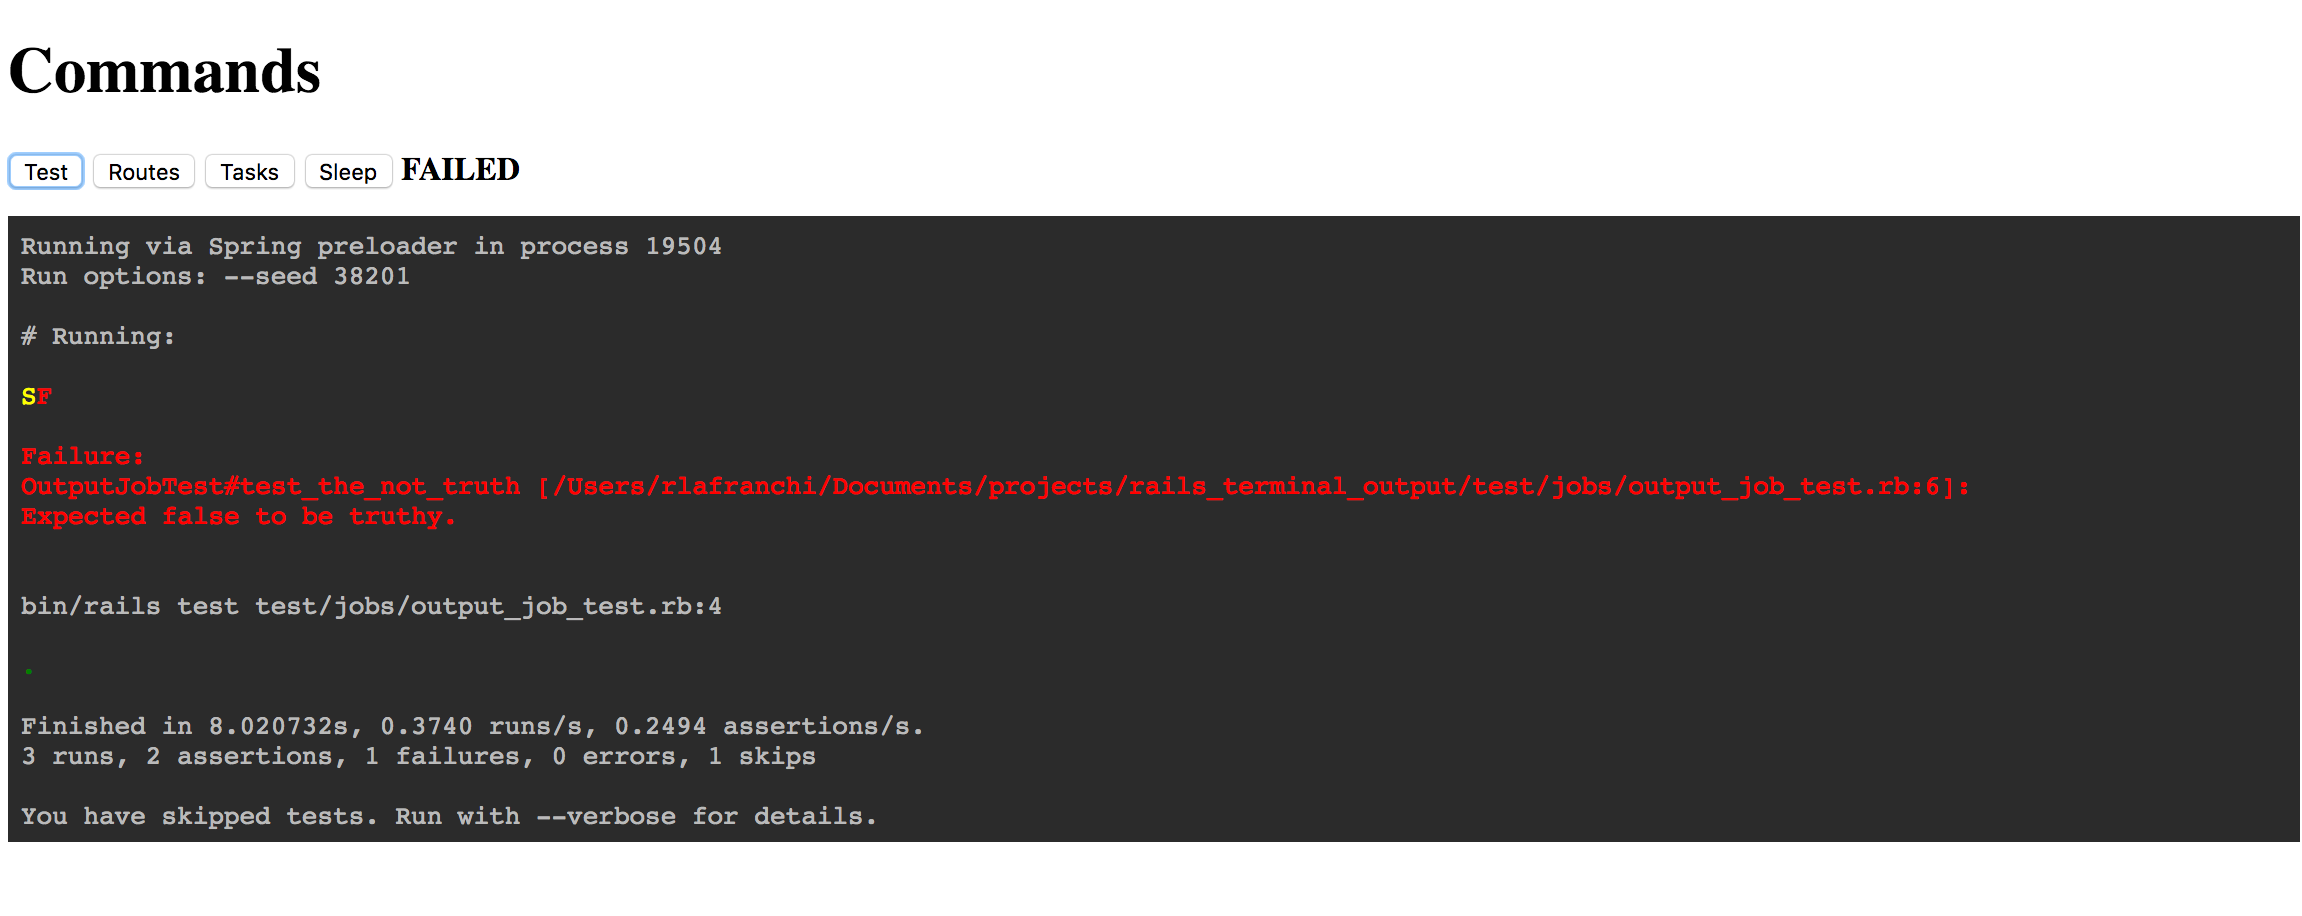 Commands
Test Routes Tasks Sleep FAILED
Running via Spring preloader in process 19504
Run options: --seed 38201
# Running:
SF
Failure:
OutputJobTest#test_the_not_truth [/Users/rlafranchi/Documents/projects/rails_terminal_output/test/jobs/output_job_test.rb:6]:
Expected false to be truthy.
bin/rails test test/jobs/output_job_test.rb:4
.
Finished in 8.020732s, 0.3740 runs/s, 0.2494 assertions/s.
3 runs, 2 assertions, 1 failures, 0 errors, 1 skips
You have skipped tests. Run with --verbose for details.